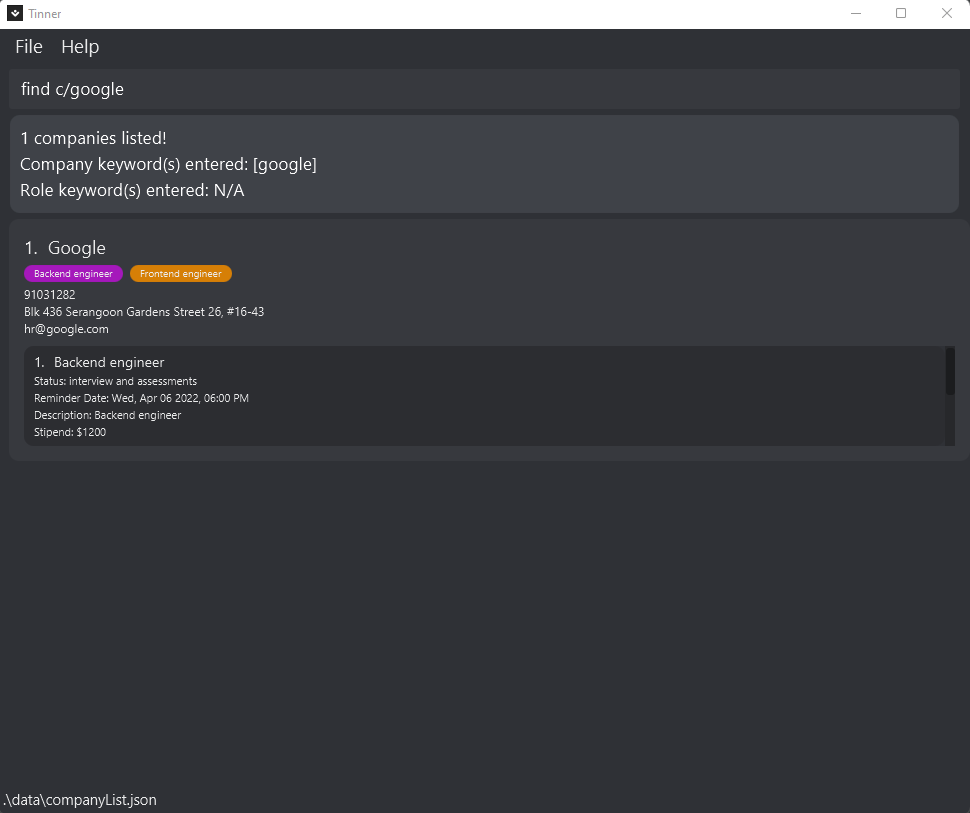 Tinner
File Help
find c/google
1 companies listed!
Company keyword(s) entered: [google]
Role keyword(s) entered: N/A
1. Google
Backend engineer Frontend engineer
91031282
Blk 436 Serangoon Gardens Street 26, #16-43
hr@google.com
1. Backend engineer
Status: interview and assessments
Reminder Date: Wed, Apr 06 2022, 06:00 PM
Description: Backend engineer
Stipend: $1200
.\data\companyList.json